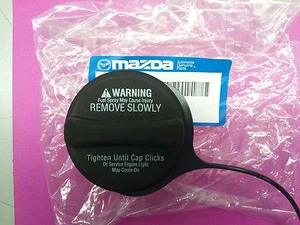 mazda
Automotive
Genuine
Parts
WARNING
Fuel Spray May Cause Injury
REMOVE SLOWLY
Tighten Until Cap Clicks
Or Service Engine Light
May Come On